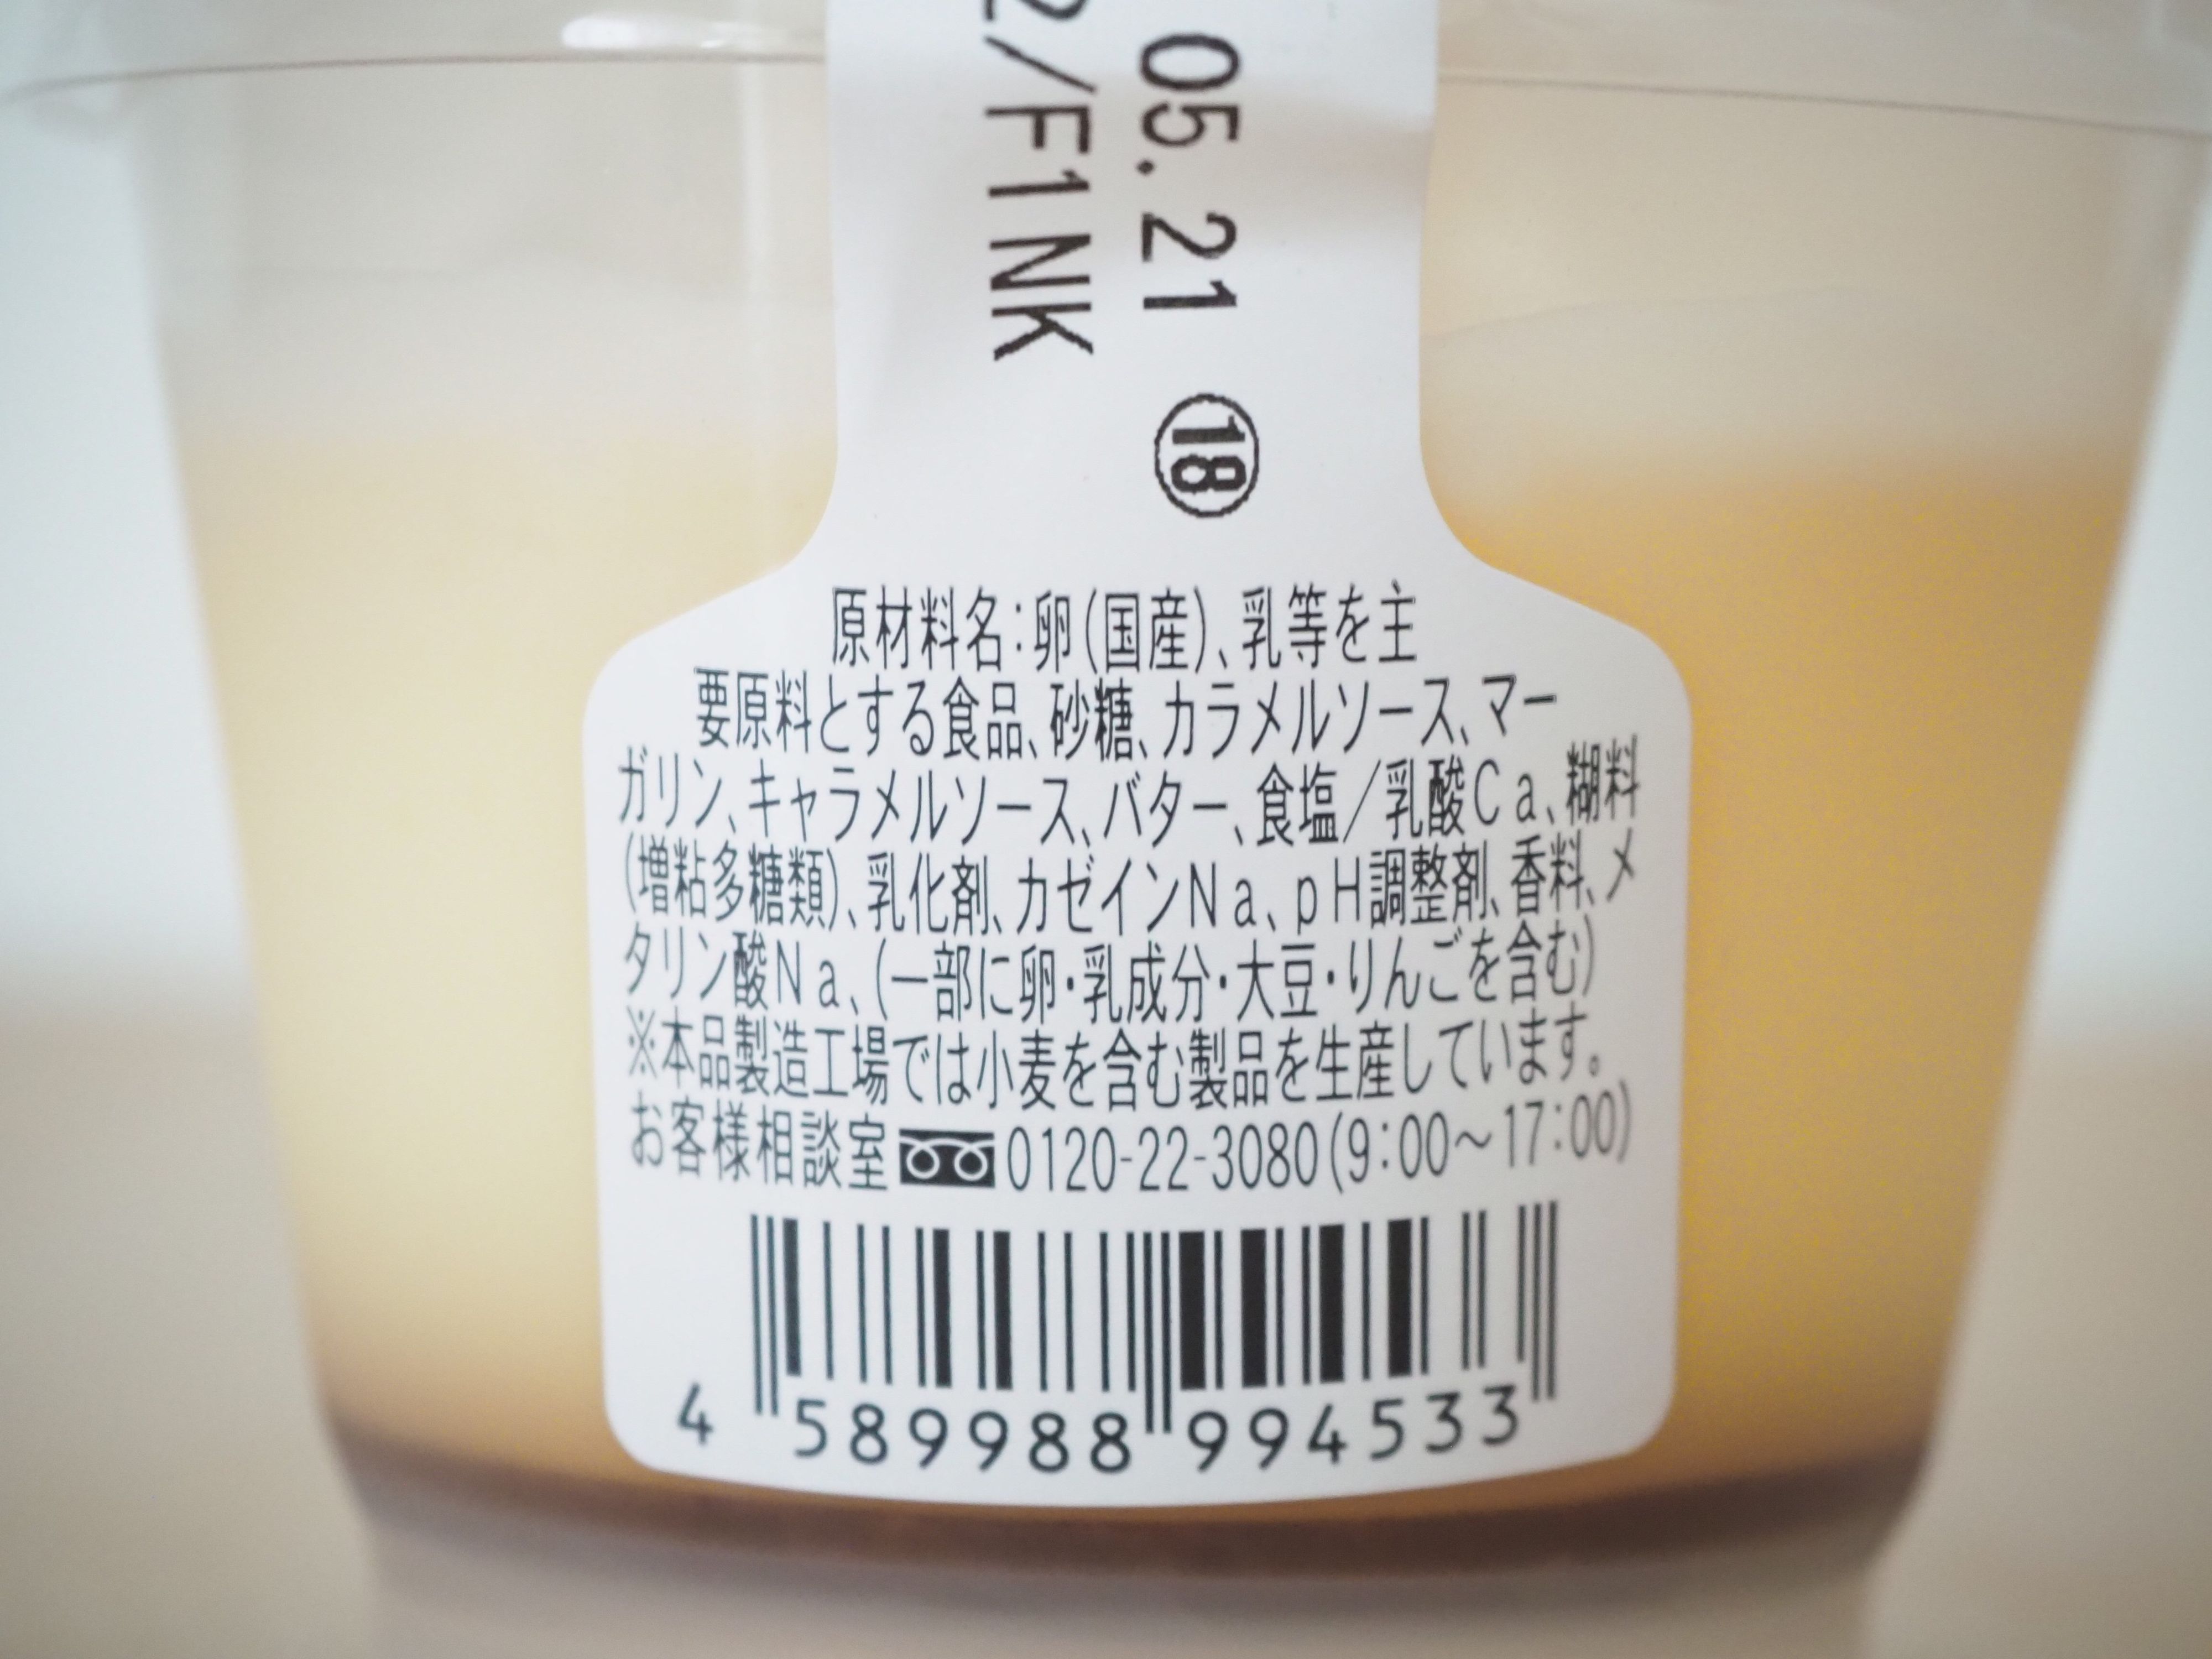 05.21
2/F1NK
⑱
原材料名：卵（国産）、乳等を主
要原料とする食品、砂糖、カラメルソース、マー
ガリン、キャラメルソース、バター、食塩／乳酸Ｃａ、糊料
（増粘多糖類）、乳化剤、カゼインＮａ、ｐＨ調整剤、香料、メ
タリン酸Ｎａ、（一部に卵・乳成分・大豆・りんごを含む）
※本品製造工場では小麦を含む製品を生産しています。
お客様相談室 0120-22-3080（9：00～17：00）
4 589988 994533